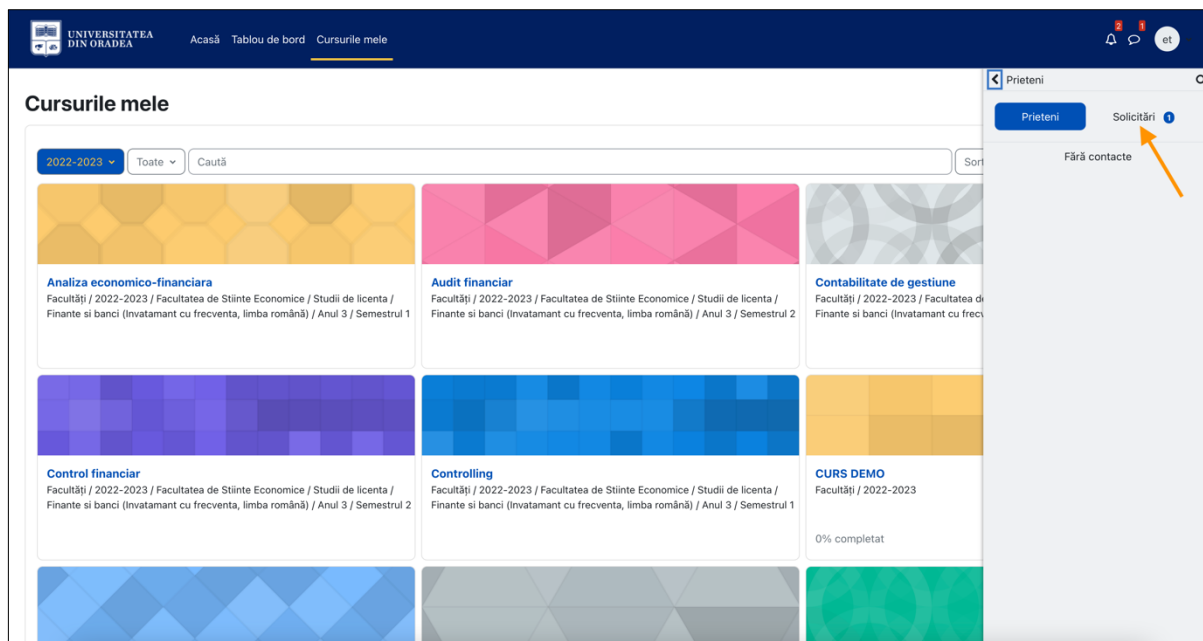 UNIVERSITATEA
DIN ORADEA
Acasă Tablou de bord Cursurile mele
2 1
et
Prieteni
Cursurile mele
Prieteni Solicitări 1
Fără contacte
2022-2023 Toate Caută Sort
Analiza economico-financiara
Facultăți / 2022-2023 / Facultatea de Stiinte Economice / Studii de licenta /
Finante si banci (Invatamant cu frecventa, limba română) / Anul 3 / Semestrul 1
Audit financiar
Facultăți / 2022-2023 / Facultatea de Stiinte Economice / Studii de licenta /
Finante si banci (Invatamant cu frecventa, limba română) / Anul 3 / Semestrul 2
Contabilitate de gestiune
Facultăți / 2022-2023 / Facultatea d
Finante si banci (Invatamant cu frec
Control financiar
Facultăți / 2022-2023 / Facultatea de Stiinte Economice / Studii de licenta /
Finante si banci (Invatamant cu frecventa, limba română) / Anul 3 / Semestrul 2
Controlling
Facultăți / 2022-2023 / Facultatea de Stiinte Economice / Studii de licenta /
Finante si banci (Invatamant cu frecventa, limba română) / Anul 3 / Semestrul 1
CURS DEMO
Facultăți / 2022-2023
0% completat